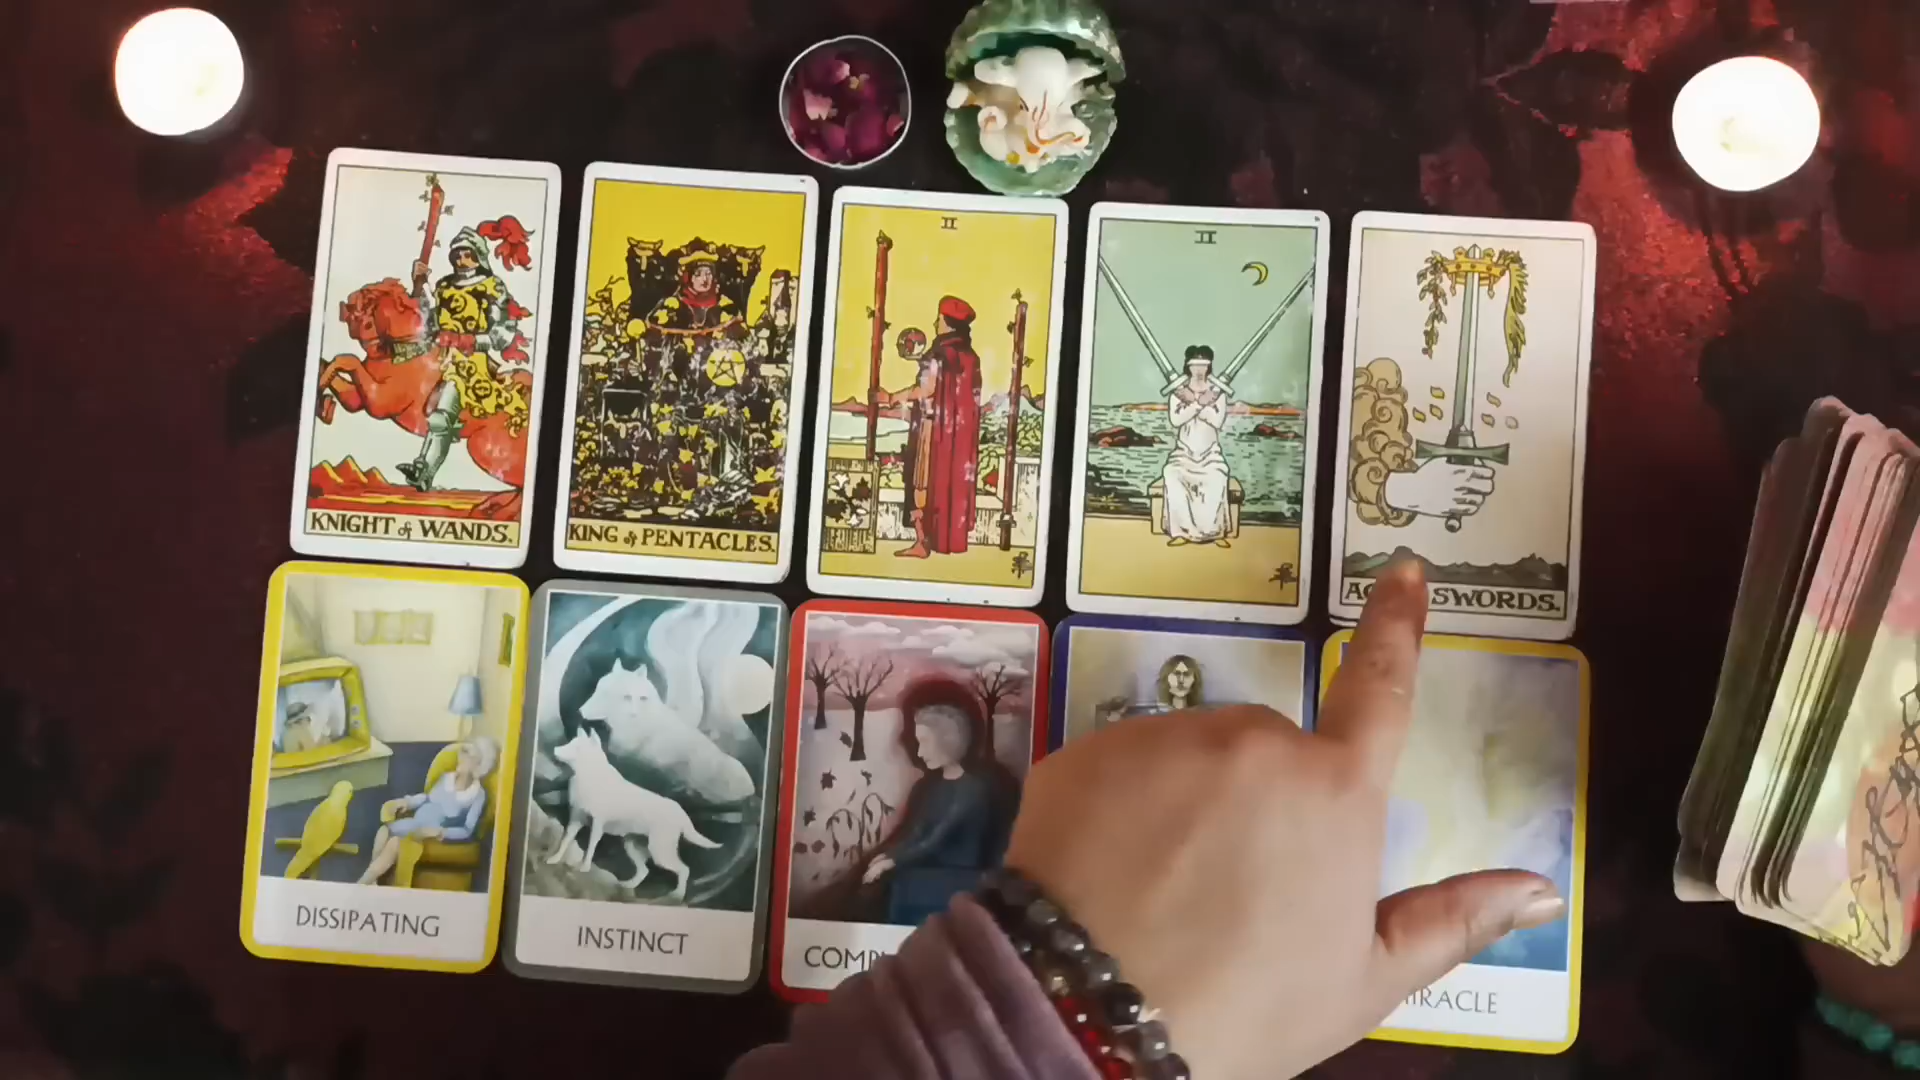 II
II
KNIGHT of WANDS.
KING of PENTACLES.
SWORDS.
DISSIPATING
INSTINCT